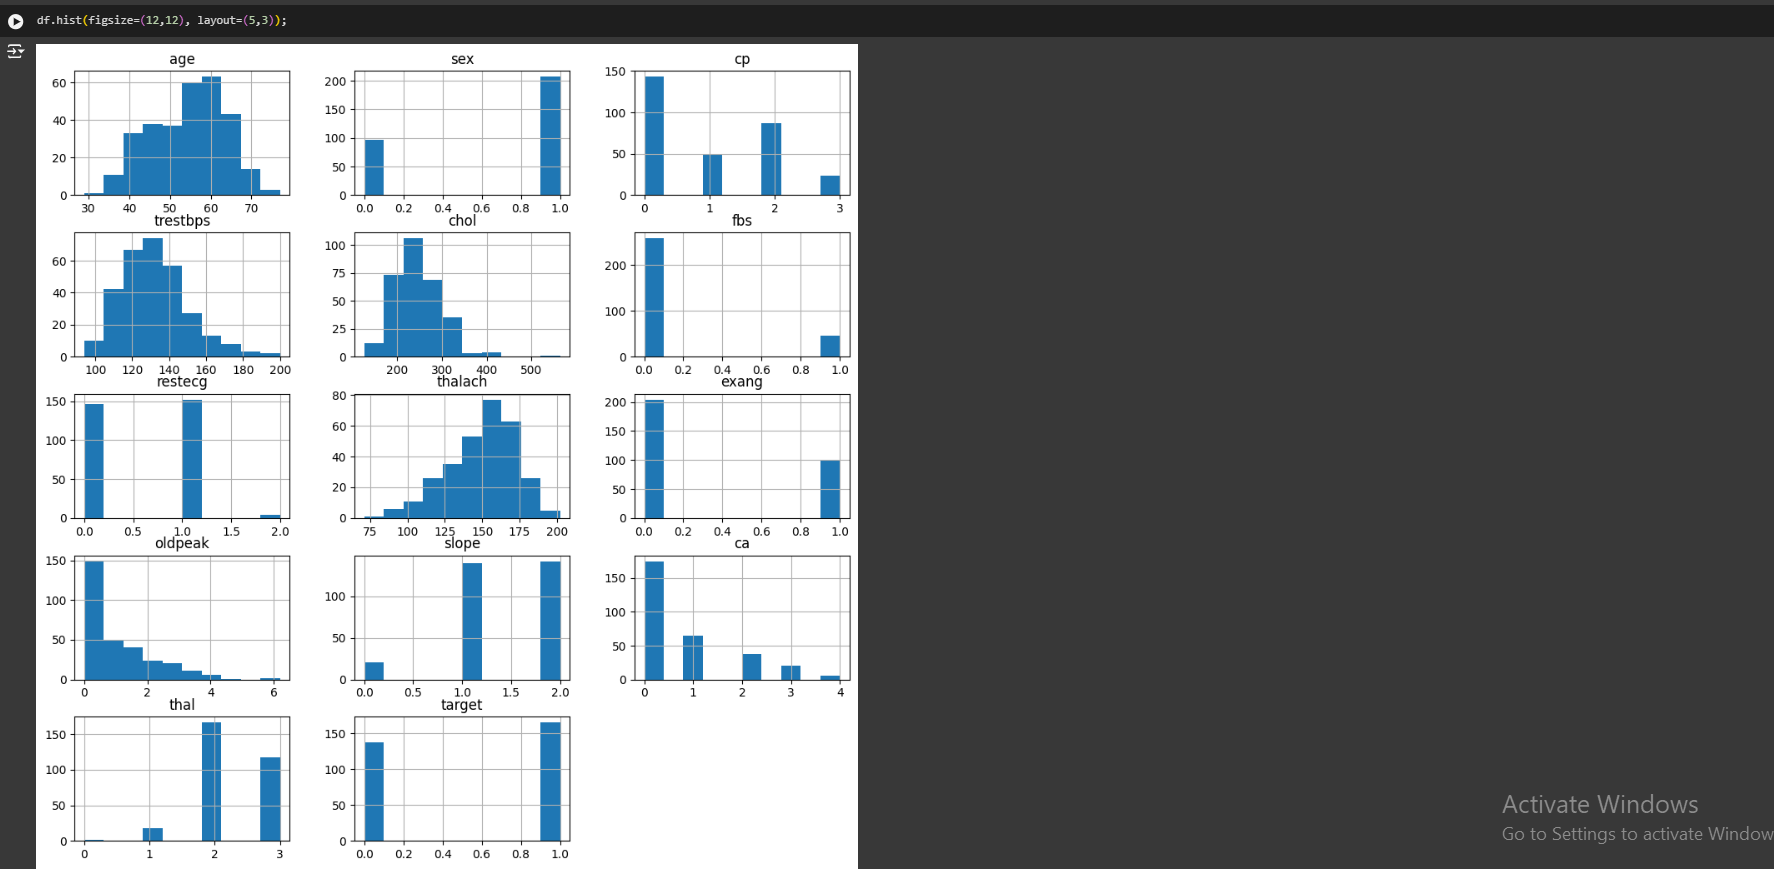 df.hist(figsize=(12,12), layout=(5,3));
age
sex
cp
60
40
20
0
30 40 50 60 70
200
150
100
50
0
0.0 0.2 0.4 0.6 0.8 1.0
150
100
50
0
0 1 2 3
trestbps
chol
fbs
60
40
20
0
100 120 140 160 180 200
100
75
50
25
0
200 300 400 500
200
100
0
0.0 0.2 0.4 0.6 0.8 1.0
restecg
thalach
exang
150
100
50
0
0.0 0.5 1.0 1.5 2.0
80
60
40
20
0
75 100 125 150 175 200
200
150
100
50
0
0.0 0.2 0.4 0.6 0.8 1.0
oldpeak
slope
ca
150
100
50
0
0 2 4 6
100
50
0
0.0 0.5 1.0 1.5 2.0
150
100
50
0
0 1 2 3 4
thal
target
150
100
50
0
0 1 2 3
150
100
50
0
0.0 0.2 0.4 0.6 0.8 1.0
Activate Windows
Go to Settings to activate Window